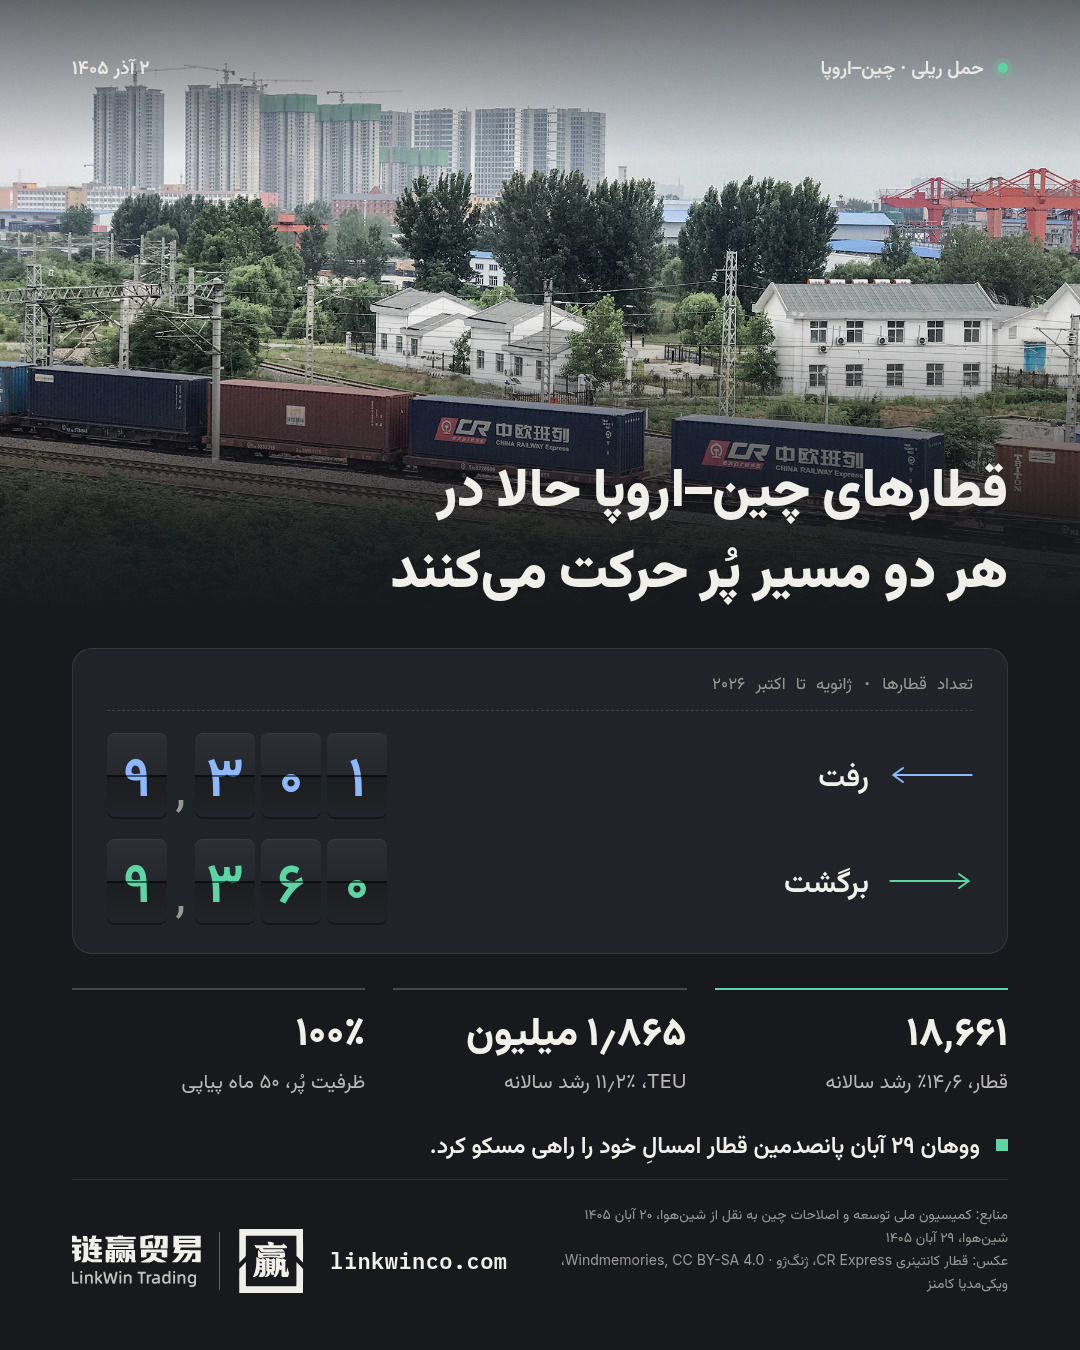 حمل ریلی · چین–اروپا
۲ آذر ۱۴۰۵
CR express 中欧班列 CHINA RAILWAY Express
CR express 中欧班列 CHINA RAILWAY Express
TRITON
قطارهای چین–اروپا حالا در
هر دو مسیر پُر حرکت می‌کنند
تعداد قطارها · ژانویه تا اکتبر ۲۰۲۶
رفت
۹,۳۰۱
برگشت
۹,۳۶۰
۱۸,۶۶۱
قطار، ۱۴٫۶٪ رشد سالانه
۱٫۸۶۵ میلیون
TEU، ۱۱٫۲٪ رشد سالانه
۱۰۰٪
ظرفیت پُر، ۵۰ ماه پیاپی
ووهان ۲۹ آبان پانصدمین قطار امسالِ خود را راهی مسکو کرد.
منابع: کمیسیون ملی توسعه و اصلاحات چین به نقل از شین‌هوا، ۲۰ آبان ۱۴۰۵
شین‌هوا، ۲۹ آبان ۱۴۰۵
عکس: قطار کانتینری CR Express، ژنگ‌ژو · Windmemories, CC BY-SA 4.0،
ویکی‌مدیا کامنز
linkwinco.com
赢
链赢贸易
LinkWin Trading